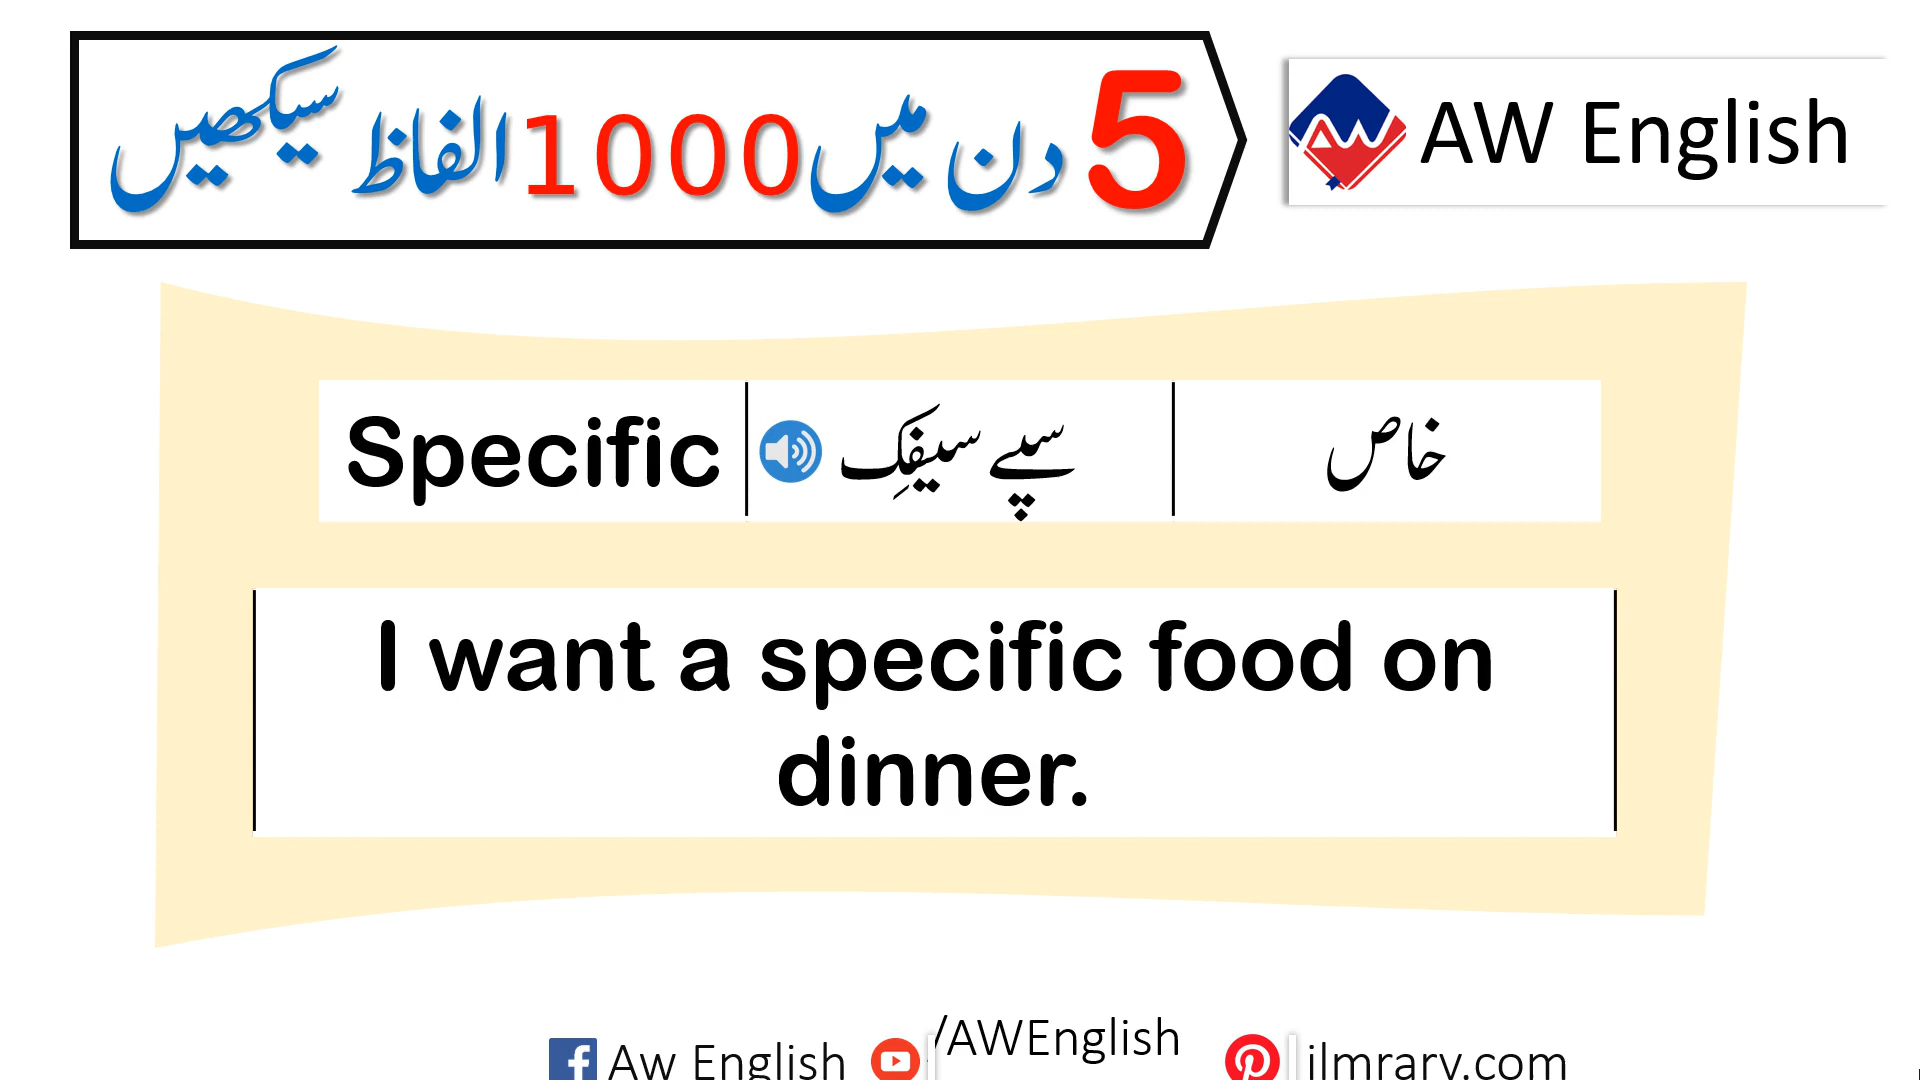 5 دن میں 1000 الفاظ سیکھیں
AW English
Specific
سپے سیفِک
خاص
I want a specific food on
dinner.
Aw English
/AWEnglish
ilmrary.com